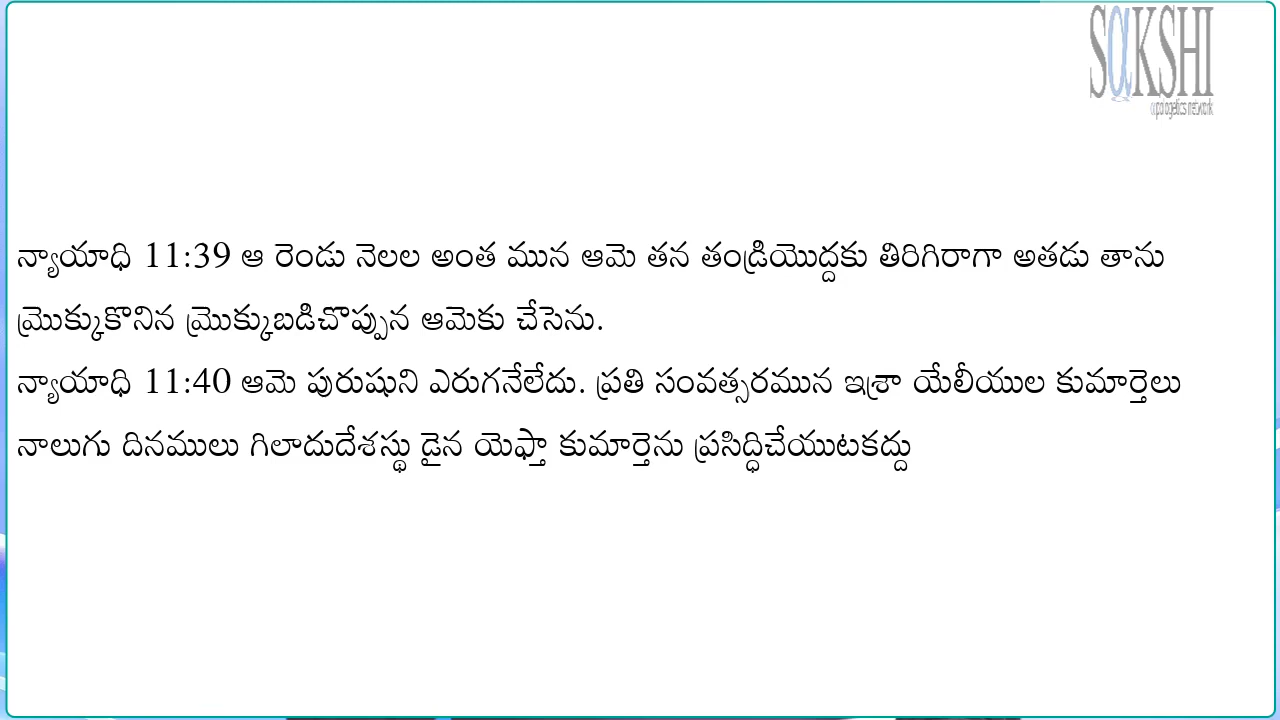 SQKSHI
apologetics network
న్యాయాధి 11:39 ఆ రెండు నెలల అంత మున ఆమె తన తండ్రియొద్దకు తిరిగిరాగా అతడు తాను
మ్రొక్కుకొనిన మ్రొక్కుబడిచొప్పున ఆమెకు చేసెను.
న్యాయాధి 11:40 ఆమె పురుషుని ఎరుగనేలేదు. ప్రతి సంవత్సరమున ఇశ్రా యేలీయుల కుమార్తెలు
నాలుగు దినములు గిలాదుదేశస్థు డైన యెఫ్తా కుమార్తెను ప్రసిద్ధిచేయుటకద్దు